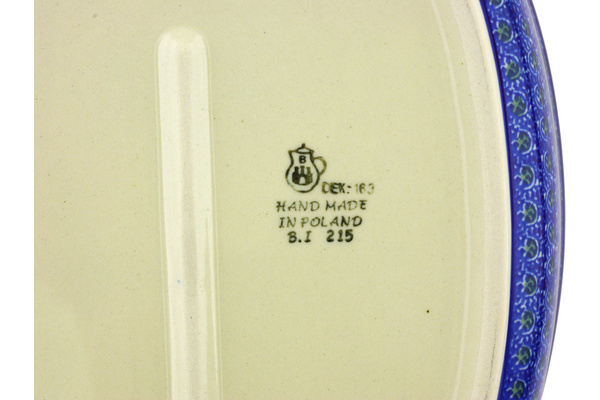 B
DEK: 163
HAND MADE
IN POLAND
B.I 215